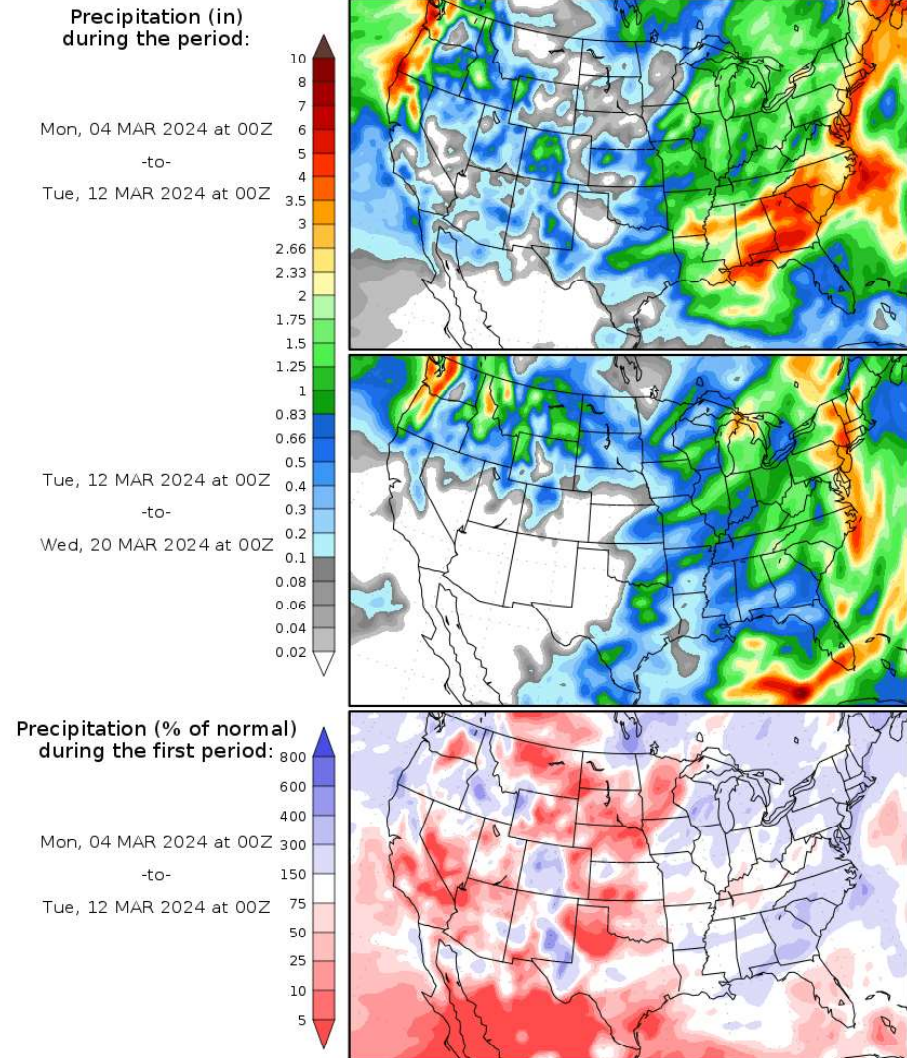 Precipitation (in)
during the period:
10
8
7
Mon, 04 MAR 2024 at 00Z
6
-to-
5
Tue, 12 MAR 2024 at 00Z
4
3.5
3
2.66
2.33
2
1.75
1.5
1.25
1
0.83
0.66
Tue, 12 MAR 2024 at 00Z
0.5
0.4
-to-
0.3
Wed, 20 MAR 2024 at 00Z
0.2
0.1
0.08
0.06
0.04
0.02
Precipitation (% of normal)
during the first period:
800
600
400
Mon, 04 MAR 2024 at 00Z
300
-to-
150
Tue, 12 MAR 2024 at 00Z
75
50
25
10
5